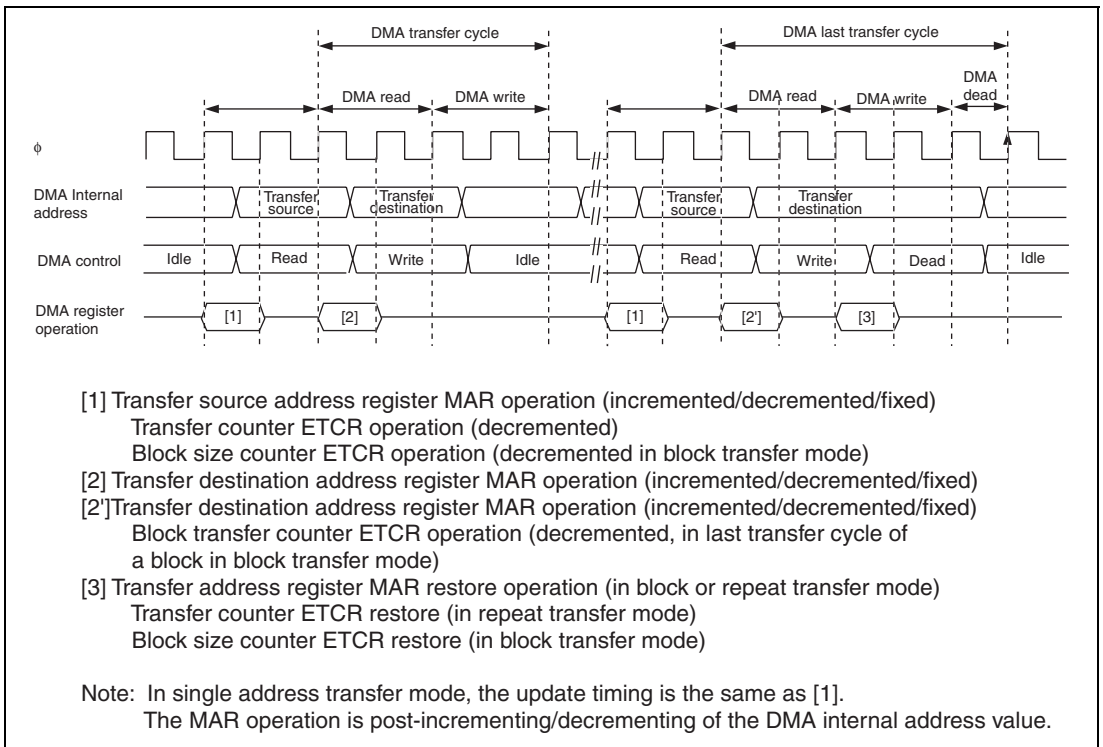 DMA transfer cycle
DMA last transfer cycle
DMA read
DMA write
DMA read
DMA write
DMA
dead
ϕ
DMA Internal
address
Transfer
source
Transfer
destination
Transfer
source
Transfer
destination
DMA control
Idle
Read
Write
Idle
Read
Write
Dead
Idle
DMA register
operation
[1]
[2]
[1]
[2']
[3]
[1] Transfer source address register MAR operation (incremented/decremented/fixed)
Transfer counter ETCR operation (decremented)
Block size counter ETCR operation (decremented in block transfer mode)
[2] Transfer destination address register MAR operation (incremented/decremented/fixed)
[2']Transfer destination address register MAR operation (incremented/decremented/fixed)
Block transfer counter ETCR operation (decremented, in last transfer cycle of
a block in block transfer mode)
[3] Transfer address register MAR restore operation (in block or repeat transfer mode)
Transfer counter ETCR restore (in repeat transfer mode)
Block size counter ETCR restore (in block transfer mode)
Note: In single address transfer mode, the update timing is the same as [1].
The MAR operation is post-incrementing/decrementing of the DMA internal address value.